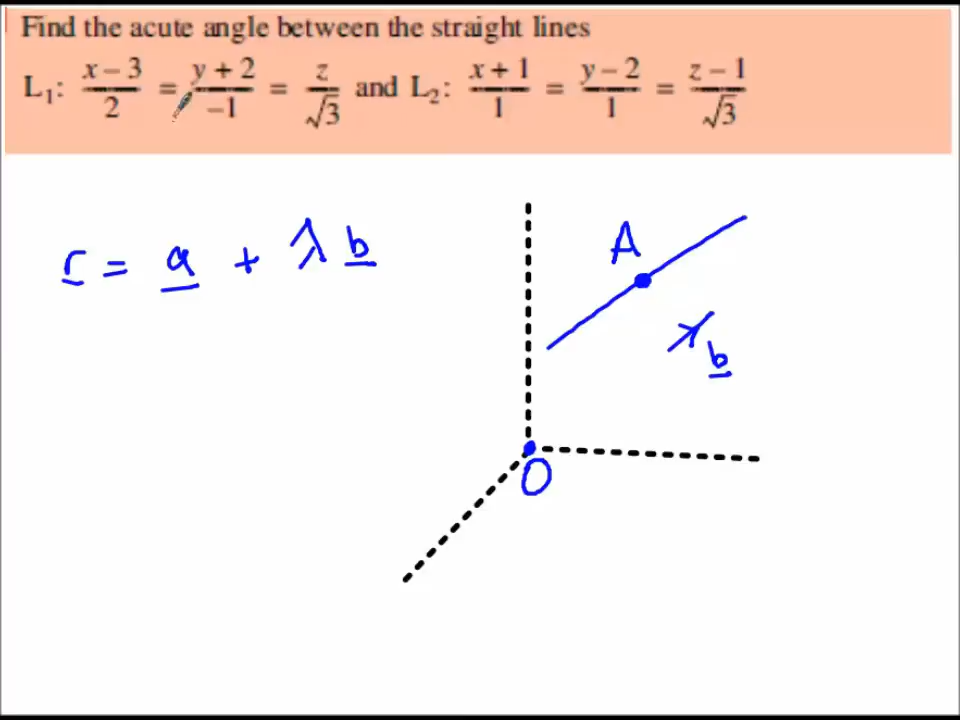 Find the acute angle between the straight lines
L₁: (x − 3)/2 = (y + 2)/−1 = z/√3 and L₂: (x + 1)/1 = (y − 2)/1 = (z − 1)/√3
r = a + λ b
A
b
O